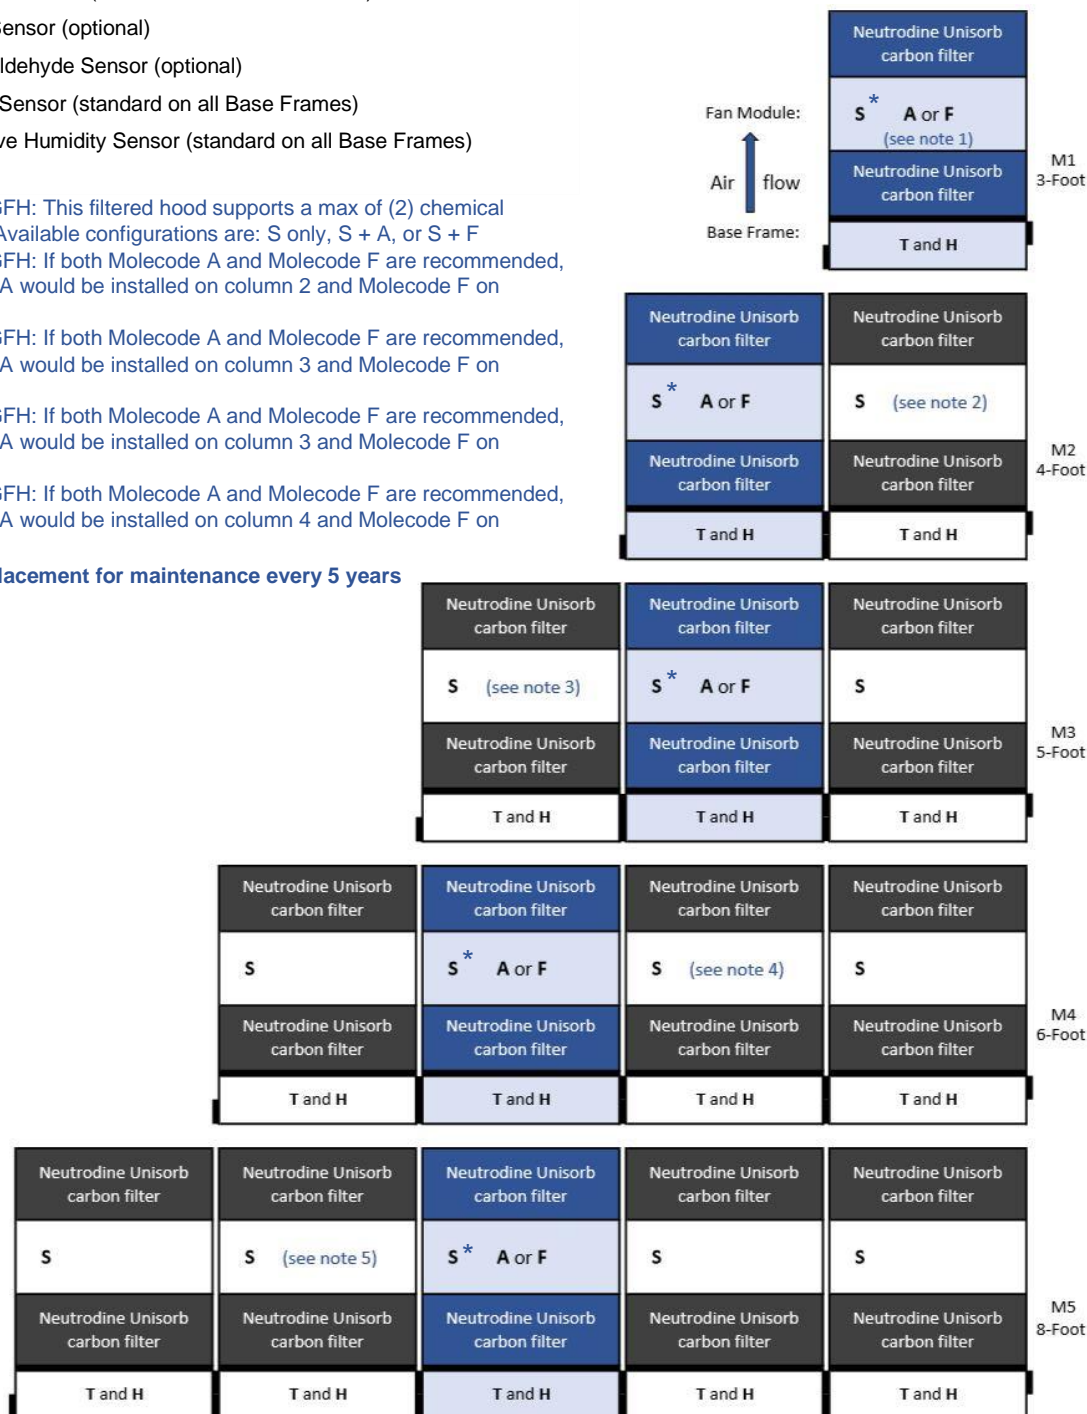 Sensor (optional)
ldehyde Sensor (optional)
Sensor (standard on all Base Frames)
ve Humidity Sensor (standard on all Base Frames)
GFH: This filtered hood supports a max of (2) chemical
Available configurations are: S only, S + A, or S + F
GFH: If both Molecode A and Molecode F are recommended,
A would be installed on column 2 and Molecode F on
GFH: If both Molecode A and Molecode F are recommended,
A would be installed on column 3 and Molecode F on
GFH: If both Molecode A and Molecode F are recommended,
A would be installed on column 3 and Molecode F on
GFH: If both Molecode A and Molecode F are recommended,
A would be installed on column 4 and Molecode F on
lacement for maintenance every 5 years
Fan Module:
Air flow
Base Frame:
Neutrodine Unisorb
carbon filter
S * A or F
(see note 1)
Neutrodine Unisorb
carbon filter
T and H
M1
3-Foot
Neutrodine Unisorb Neutrodine Unisorb
carbon filter carbon filter
S * A or F S (see note 2)
Neutrodine Unisorb Neutrodine Unisorb
carbon filter carbon filter
T and H T and H
M2
4-Foot
Neutrodine Unisorb Neutrodine Unisorb Neutrodine Unisorb
carbon filter carbon filter carbon filter
S (see note 3) S * A or F S
Neutrodine Unisorb Neutrodine Unisorb Neutrodine Unisorb
carbon filter carbon filter carbon filter
T and H T and H T and H
M3
5-Foot
Neutrodine Unisorb Neutrodine Unisorb Neutrodine Unisorb Neutrodine Unisorb
carbon filter carbon filter carbon filter carbon filter
S S * A or F S (see note 4) S
Neutrodine Unisorb Neutrodine Unisorb Neutrodine Unisorb Neutrodine Unisorb
carbon filter carbon filter carbon filter carbon filter
T and H T and H T and H T and H
M4
6-Foot
Neutrodine Unisorb Neutrodine Unisorb Neutrodine Unisorb Neutrodine Unisorb Neutrodine Unisorb
carbon filter carbon filter carbon filter carbon filter carbon filter
S S (see note 5) S * A or F S S
Neutrodine Unisorb Neutrodine Unisorb Neutrodine Unisorb Neutrodine Unisorb Neutrodine Unisorb
carbon filter carbon filter carbon filter carbon filter carbon filter
T and H T and H T and H T and H T and H
M5
8-Foot